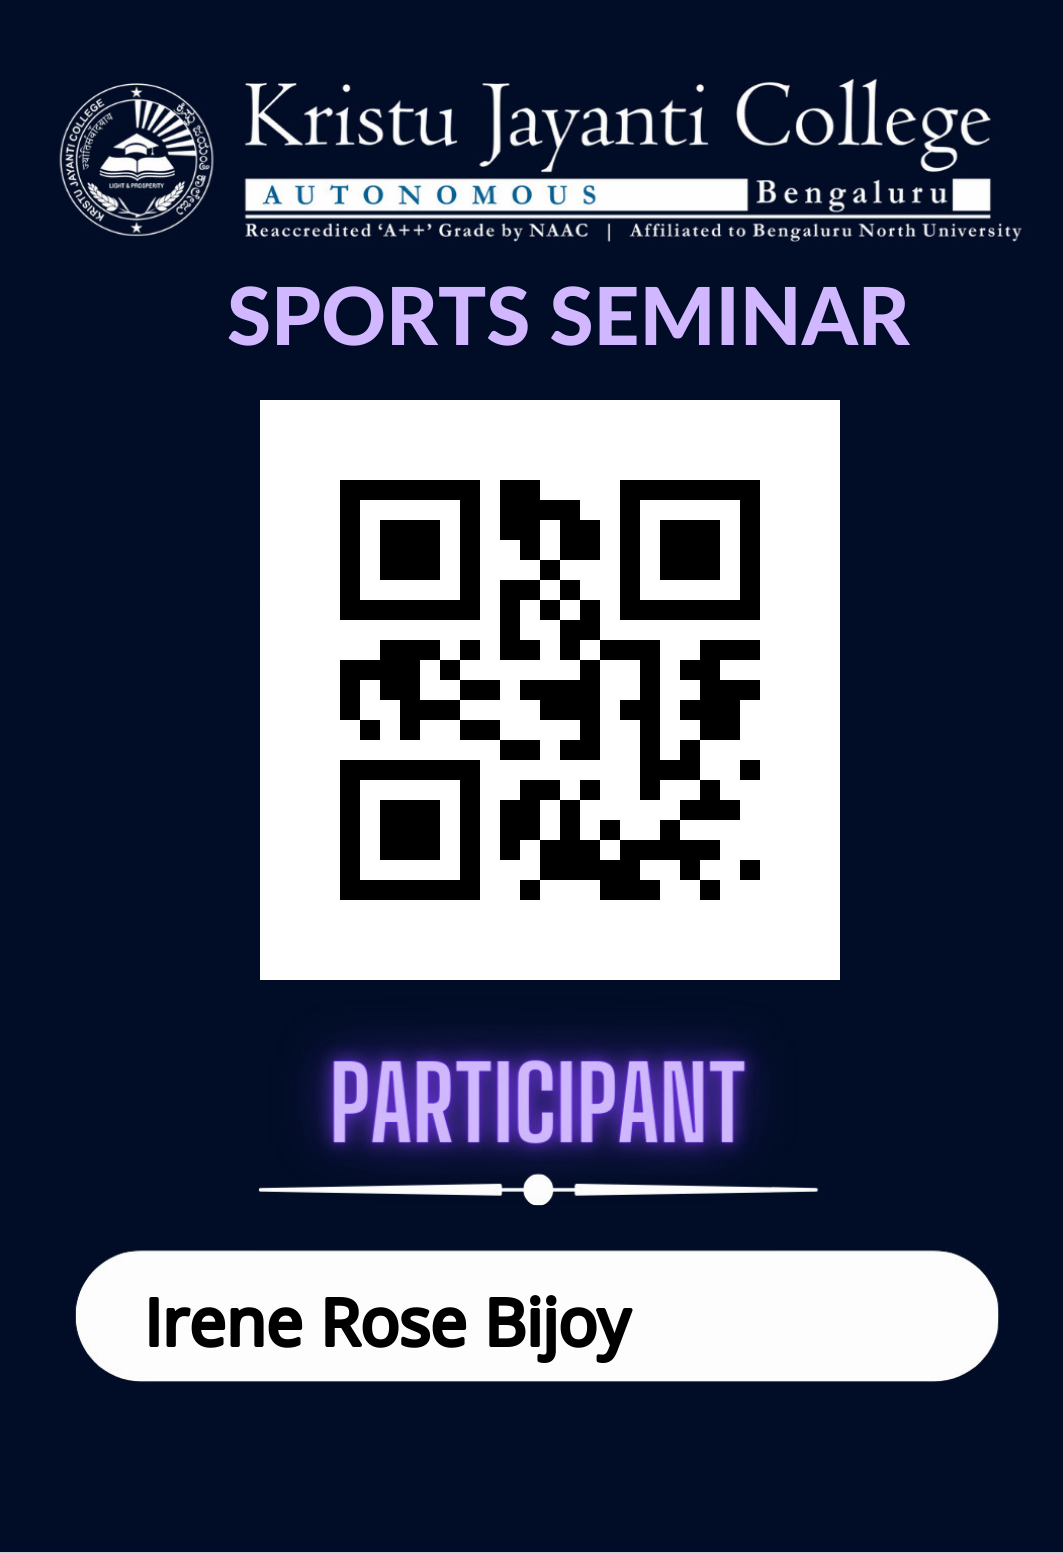 KRISTU JAYANTI COLLEGE
LIGHT & PROSPERITY
Kristu Jayanti College
AUTONOMOUS Bengaluru
Reaccredited ‘A++’ Grade by NAAC | Affiliated to Bengaluru North University
SPORTS SEMINAR
PARTICIPANT
Irene Rose Bijoy